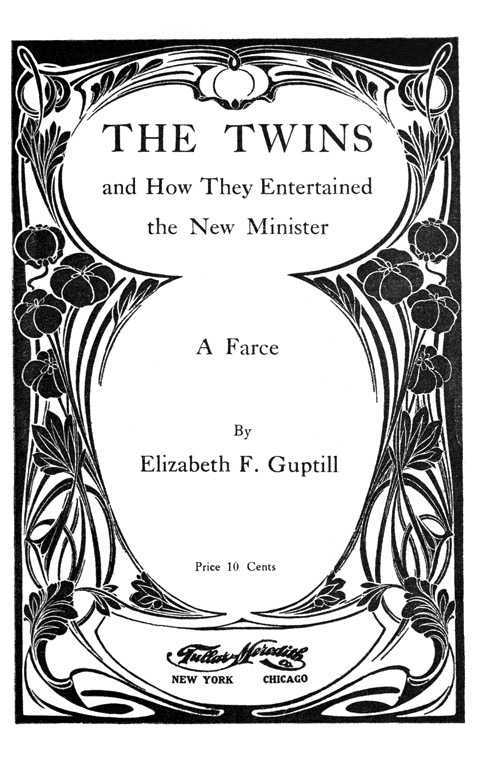 THE TWINS
and How They Entertained
the New Minister
A Farce
By
Elizabeth F. Guptill
Price 10 Cents
Tullar-Meredith Co.
NEW YORK CHICAGO